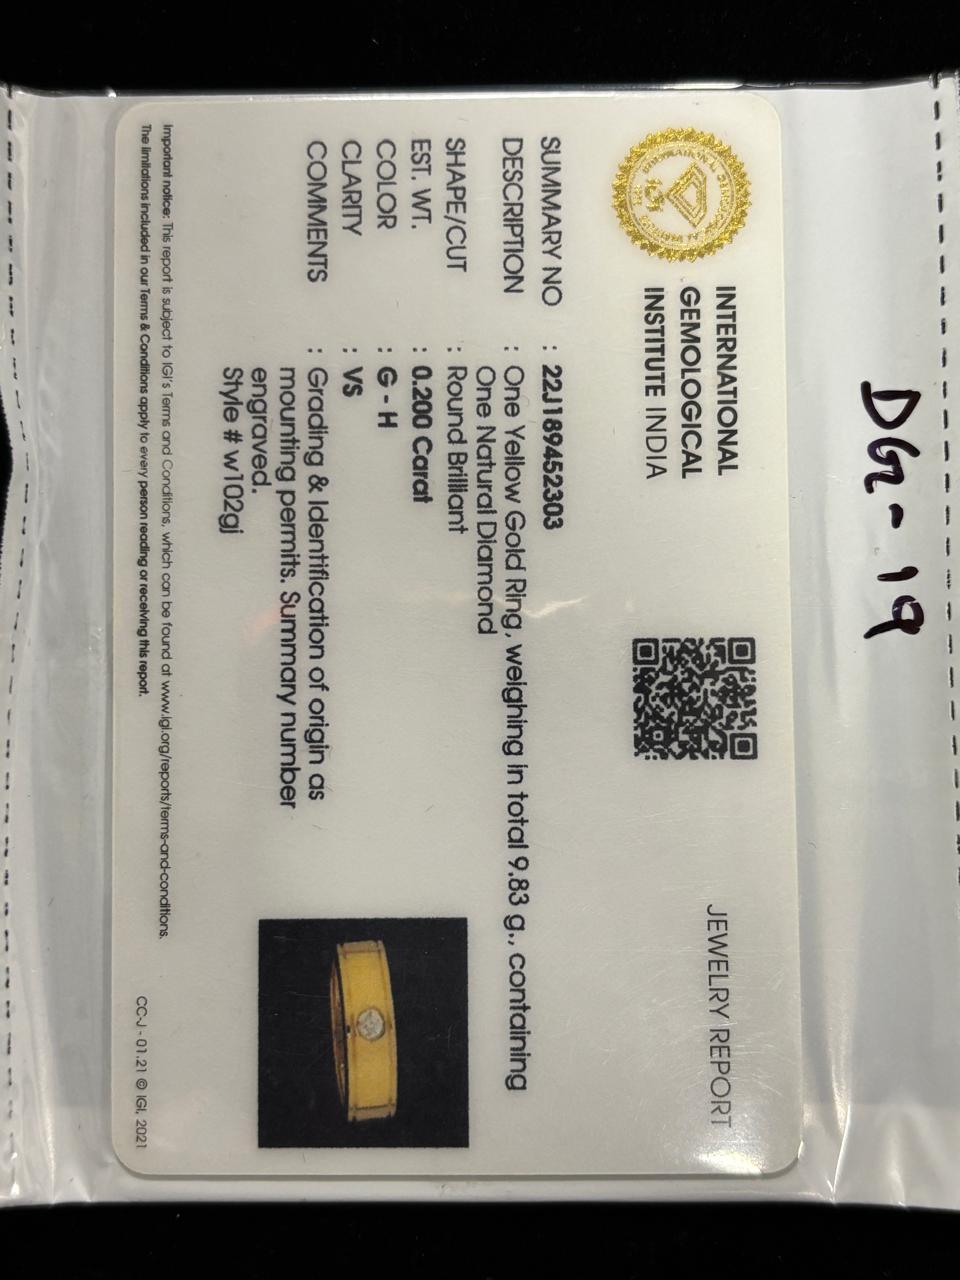 DG-19
INTERNATIONAL
GEMOLOGICAL
INSTITUTE INDIA
JEWELRY REPORT
SUMMARY NO : 22J189452303
DESCRIPTION : One Yellow Gold Ring, weighing in total 9.83 g., containing
One Natural Diamond
SHAPE/CUT : Round Brilliant
EST. WT. : 0.200 Carat
COLOR : G - H
CLARITY : VS
COMMENTS : Grading & Identification of origin as
mounting permits. Summary number
engraved.
Style # w102gj
Important notice: This report is subject to IGI's Terms and Conditions, which can be found at www.igi.org/reports/terms-and-conditions.
The limitations included in our Terms & Conditions apply to every person reading or receiving this report.
CC-J - 01.21 © IGI, 2021